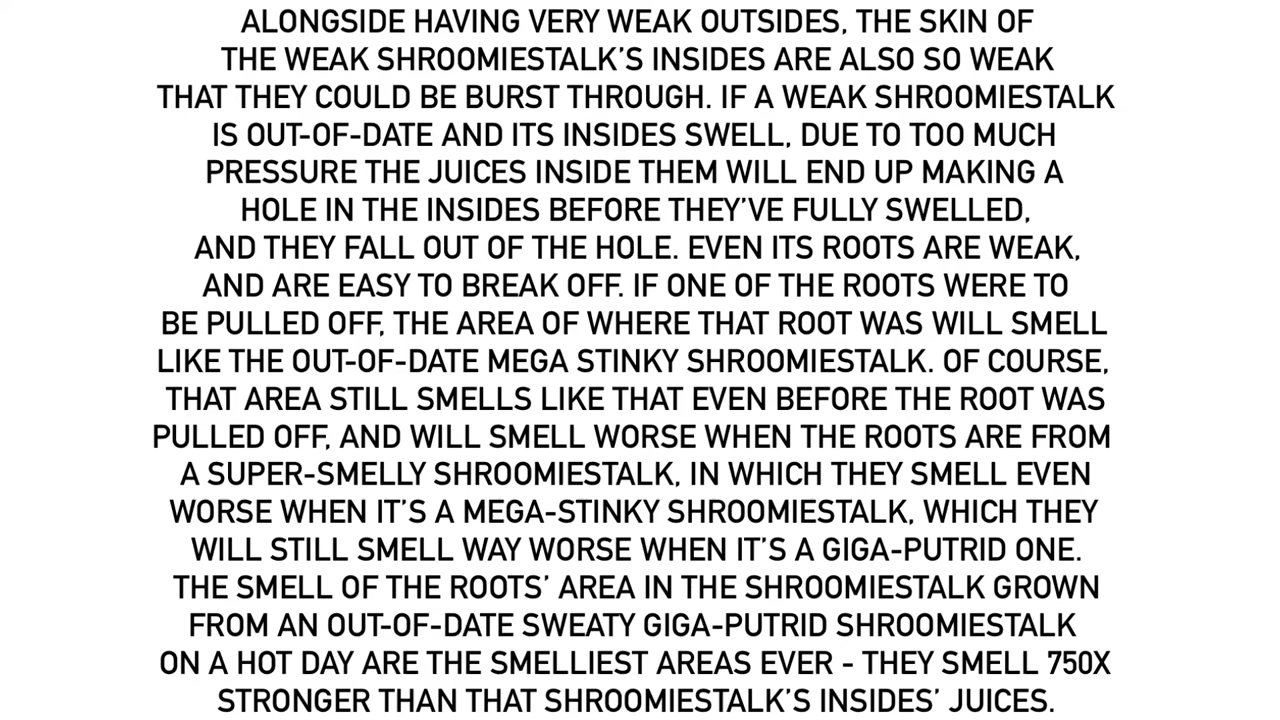 ALONGSIDE HAVING VERY WEAK OUTSIDES, THE SKIN OF
THE WEAK SHROOMIESTALK’S INSIDES ARE ALSO SO WEAK
THAT THEY COULD BE BURST THROUGH. IF A WEAK SHROOMIESTALK
IS OUT-OF-DATE AND ITS INSIDES SWELL, DUE TO TOO MUCH
PRESSURE THE JUICES INSIDE THEM WILL END UP MAKING A
HOLE IN THE INSIDES BEFORE THEY’VE FULLY SWELLED,
AND THEY FALL OUT OF THE HOLE. EVEN ITS ROOTS ARE WEAK,
AND ARE EASY TO BREAK OFF. IF ONE OF THE ROOTS WERE TO
BE PULLED OFF, THE AREA OF WHERE THAT ROOT WAS WILL SMELL
LIKE THE OUT-OF-DATE MEGA STINKY SHROOMIESTALK. OF COURSE,
THAT AREA STILL SMELLS LIKE THAT EVEN BEFORE THE ROOT WAS
PULLED OFF, AND WILL SMELL WORSE WHEN THE ROOTS ARE FROM
A SUPER-SMELLY SHROOMIESTALK, IN WHICH THEY SMELL EVEN
WORSE WHEN IT’S A MEGA-STINKY SHROOMIESTALK, WHICH THEY
WILL STILL SMELL WAY WORSE WHEN IT’S A GIGA-PUTRID ONE.
THE SMELL OF THE ROOTS’ AREA IN THE SHROOMIESTALK GROWN
FROM AN OUT-OF-DATE SWEATY GIGA-PUTRID SHROOMIESTALK
ON A HOT DAY ARE THE SMELLIEST AREAS EVER - THEY SMELL 750X
STRONGER THAN THAT SHROOMIESTALK’S INSIDES’ JUICES.